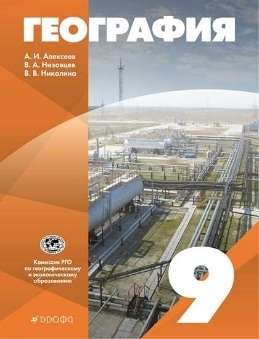 ГЕОГРАФИЯ
А. И. Алексеев
В. А. Низовцев
В. В. Николина
Комиссия РГО
по географическому
и экономическому
образованию
ДРОФА
9